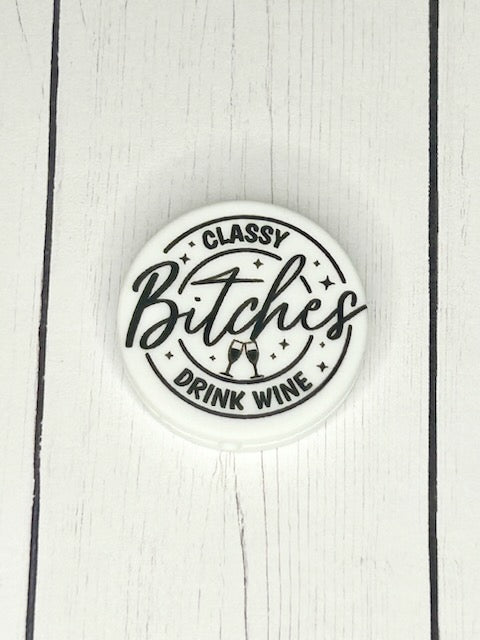 CLASSY
Bitches
DRINK WINE